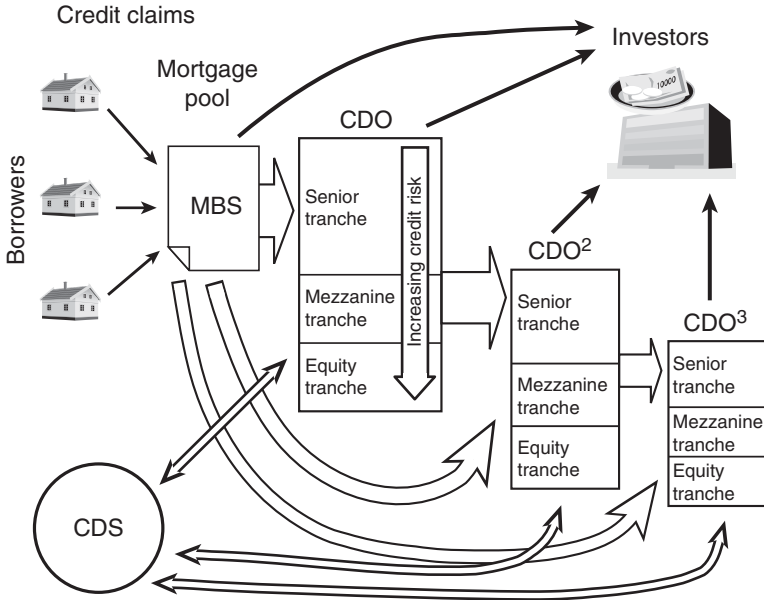 Credit claims
Mortgage
pool
Investors
10000
CDO
Borrowers
MBS
Senior
tranche
Mezzanine
tranche
Equity
tranche
Increasing credit risk
CDO²
Senior
tranche
Mezzanine
tranche
Equity
tranche
CDO³
Senior
tranche
Mezzanine
tranche
Equity
tranche
CDS